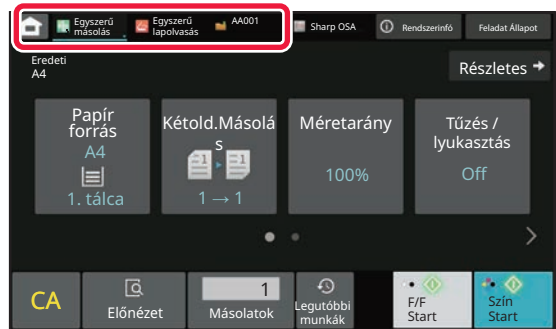 Egyszerű
másolás
Egyszerű
lapolvasás
AA001
Sharp OSA
Rendszerinfó
Feladat Állapot
Eredeti
A4
Részletes
Papír
forrás
A4
1. tálca
Kétold.Másolá
s
1 → 1
Méretarány
100%
Tűzés /
lyukasztás
Off
CA
Előnézet
1
Másolatok
Legutóbbi
munkák
F/F
Start
Szín
Start